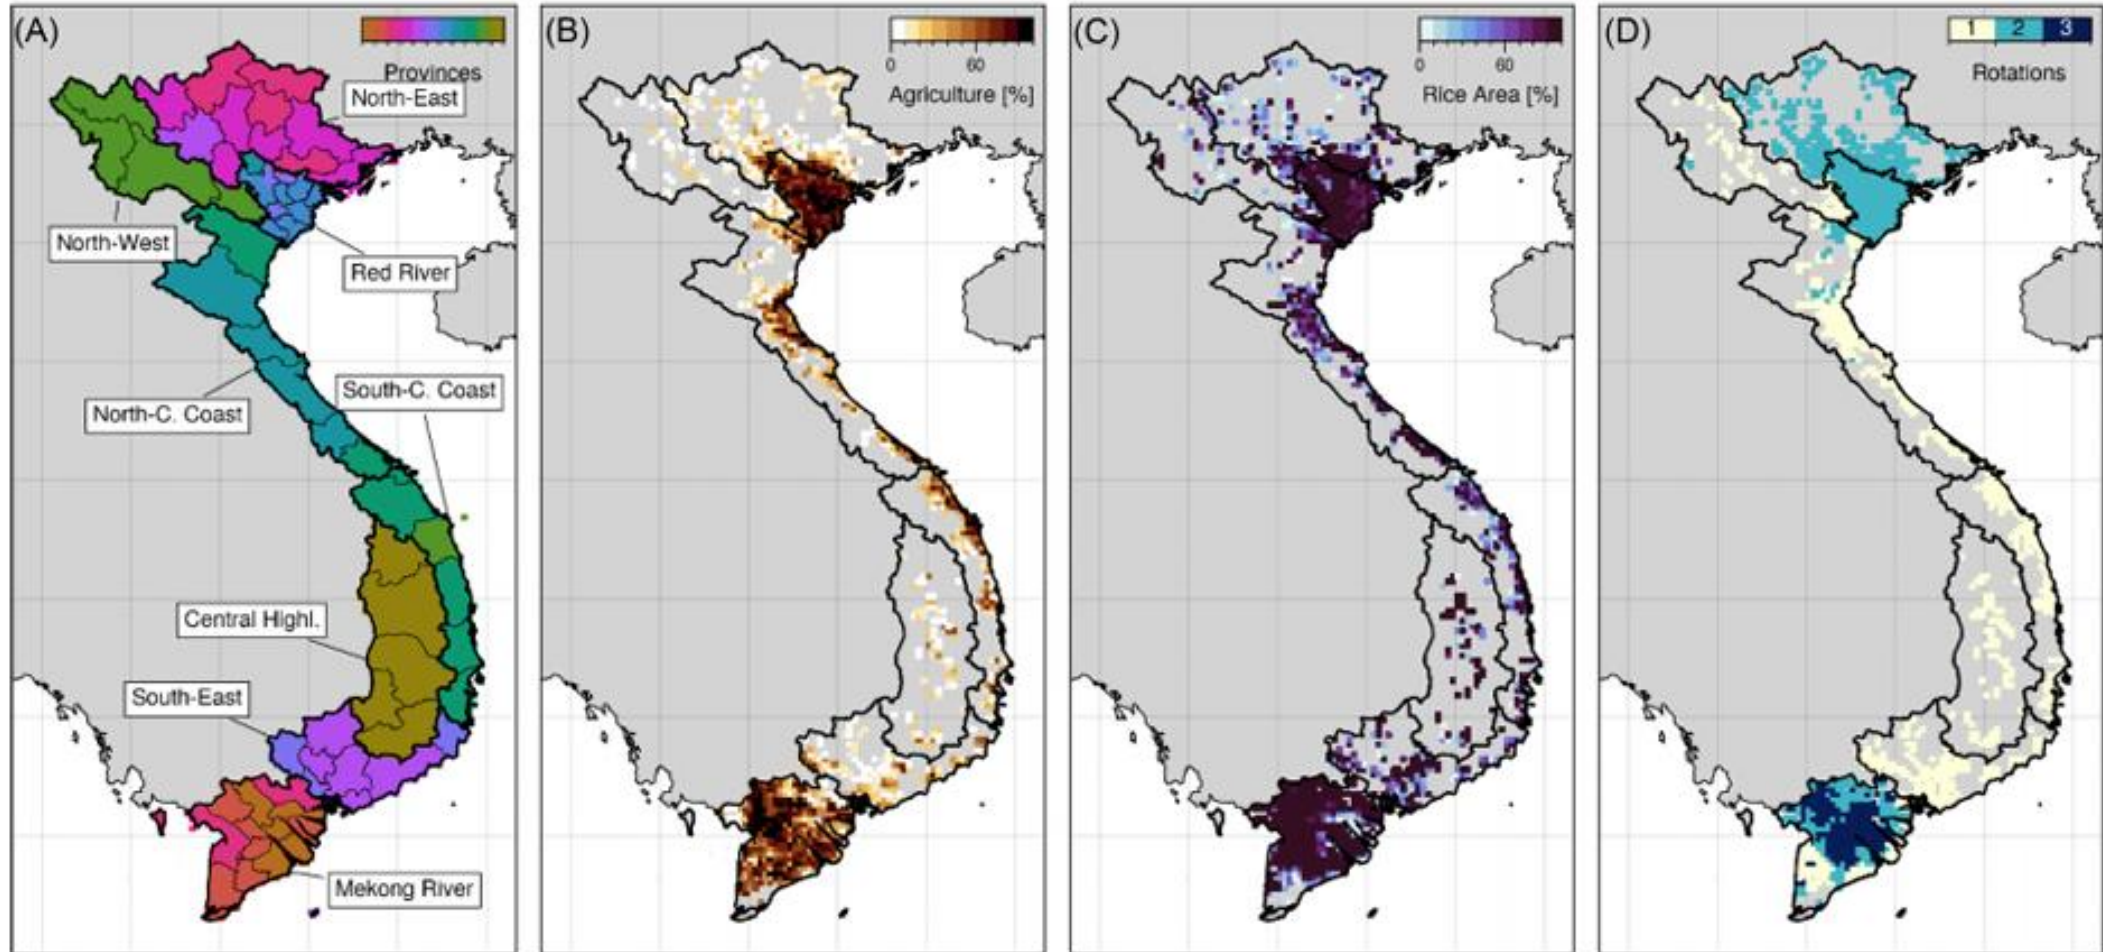 (A)
Provinces
North-East
North-West
Red River
South-C. Coast
North-C. Coast
Central Highl.
South-East
Mekong River
(B)
0 60
Agriculture [%]
(C)
0 60
Rice Area [%]
(D)
1 2 3
Rotations